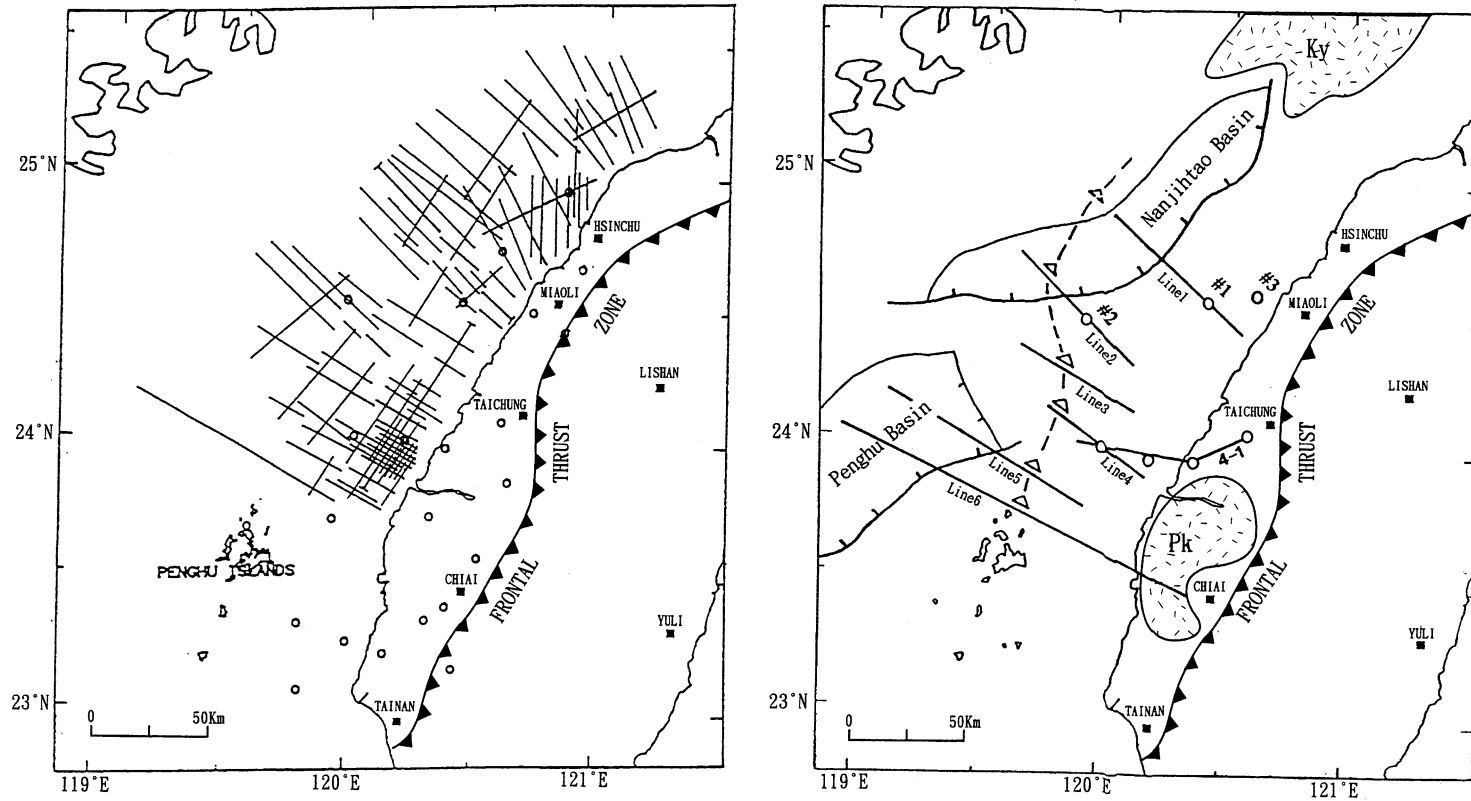 25°N
24°N
23°N
119°E
120°E
121°E
HSINCHU
MIAOLI
ZONE
LISHAN
TAICHUNG
THRUST
PENGHU ISLANDS
CHIAI
FRONTAL
YULI
TAINAN
0 50Km
25°N
24°N
23°N
119°E
120°E
121°E
Ky
Nanjihtao Basin
HSINCHU
Line1
#1
#3
MIAOLI
ZONE
#2
Line2
LISHAN
Line3
Penghu Basin
TAICHUNG
4-1
THRUST
Line4
Line5
Line6
Pk
CHIAI
FRONTAL
YULI
TAINAN
0 50Km